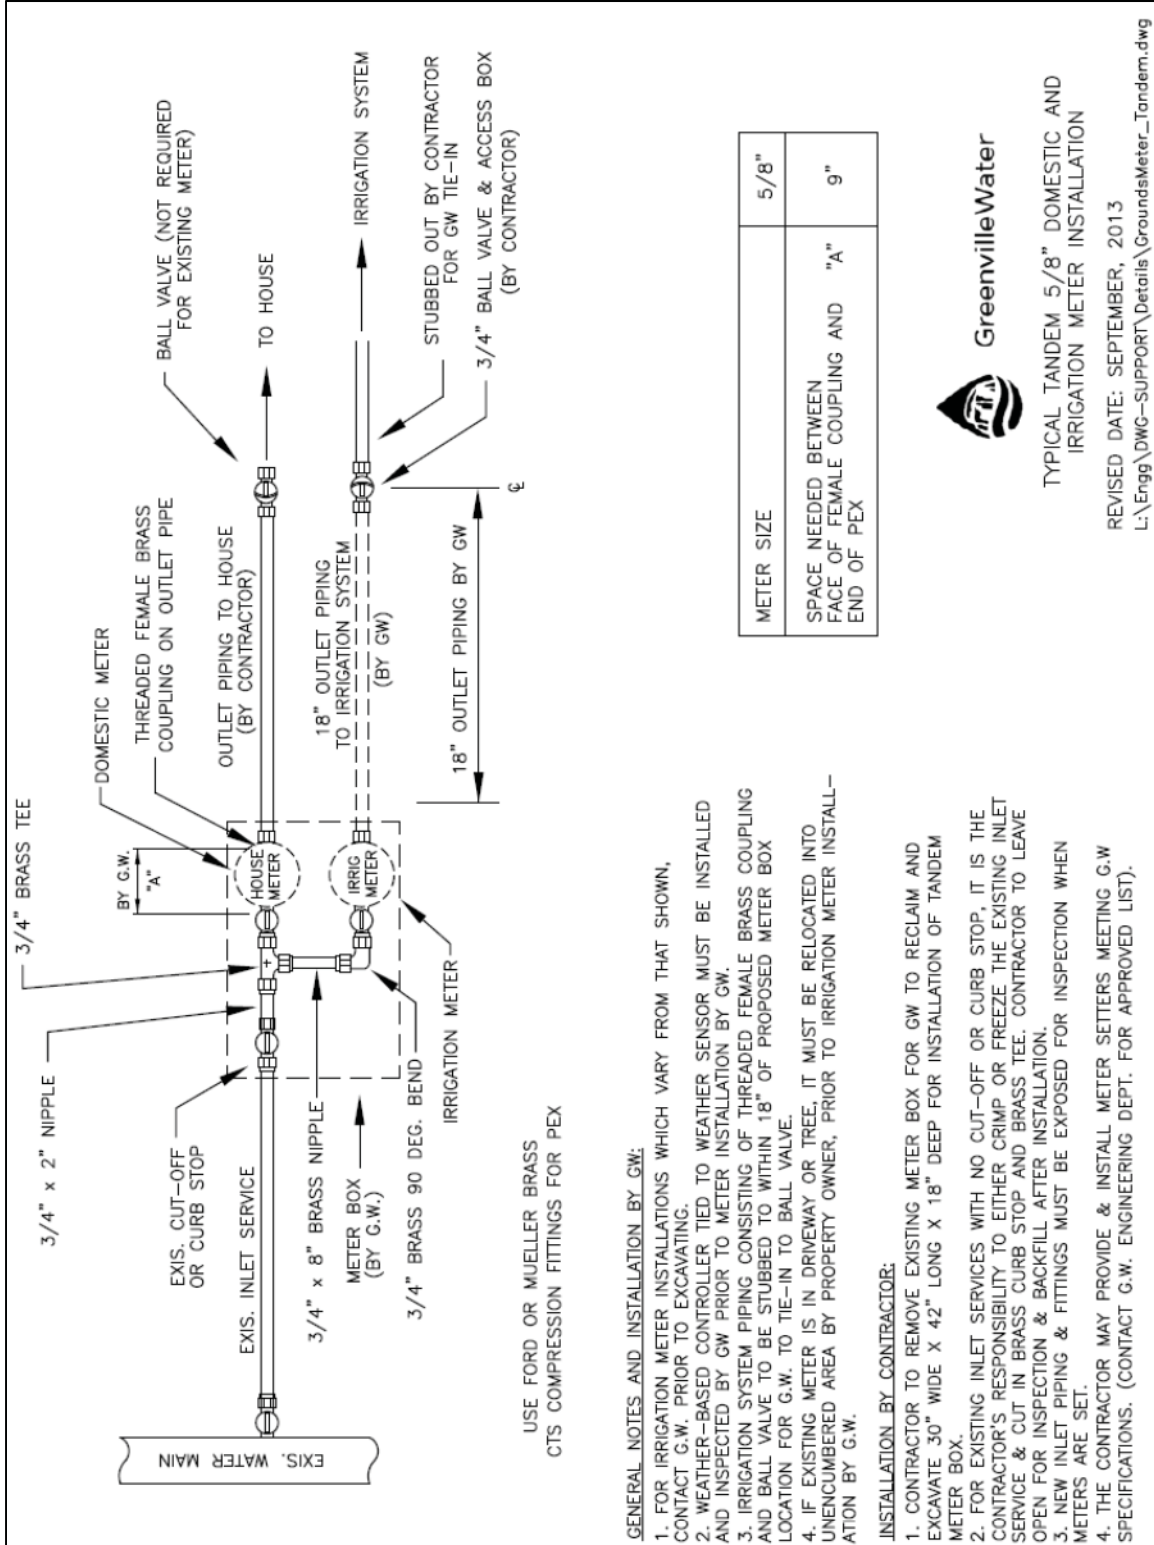 3/4" BRASS TEE
3/4" x 2" NIPPLE
BY G.W.
"A"
DOMESTIC METER
THREADED FEMALE BRASS
COUPLING ON OUTLET PIPE
BALL VALVE (NOT REQUIRED
FOR EXISTING METER)
EXIS. CUT-OFF
OR CURB STOP
EXIS. INLET SERVICE
OUTLET PIPING TO HOUSE
(BY CONTRACTOR)
TO HOUSE
EXIS. WATER MAIN
HOUSE
METER
3/4" x 8" BRASS NIPPLE
18" OUTLET PIPING
TO IRRIGATION SYSTEM
(BY GW)
IRRIGATION SYSTEM
METER BOX
(BY G.W.)
IRRIG
METER
3/4" BRASS 90 DEG. BEND
IRRIGATION METER
18" OUTLET PIPING BY GW
STUBBED OUT BY CONTRACTOR
FOR GW TIE-IN
3/4" BALL VALVE & ACCESS BOX
(BY CONTRACTOR)
℄
USE FORD OR MUELLER BRASS
CTS COMPRESSION FITTINGS FOR PEX
GENERAL NOTES AND INSTALLATION BY GW:
1. FOR IRRIGATION METER INSTALLATIONS WHICH VARY FROM THAT SHOWN,
CONTACT G.W. PRIOR TO EXCAVATING.
2. WEATHER-BASED CONTROLLER TIED TO WEATHER SENSOR MUST BE INSTALLED
AND INSPECTED BY GW PRIOR TO METER INSTALLATION BY GW.
3. IRRIGATION SYSTEM PIPING CONSISTING OF THREADED FEMALE BRASS COUPLING
AND BALL VALVE TO BE STUBBED TO WITHIN 18" OF PROPOSED METER BOX
LOCATION FOR G.W. TO TIE-IN TO BALL VALVE.
4. IF EXISTING METER IS IN DRIVEWAY OR TREE, IT MUST BE RELOCATED INTO
UNENCUMBERED AREA BY PROPERTY OWNER, PRIOR TO IRRIGATION METER INSTALL-
ATION BY G.W.
INSTALLATION BY CONTRACTOR:
1. CONTRACTOR TO REMOVE EXISTING METER BOX FOR GW TO RECLAIM AND
EXCAVATE 30" WIDE X 42" LONG X 18" DEEP FOR INSTALLATION OF TANDEM
METER BOX.
2. FOR EXISTING INLET SERVICES WITH NO CUT-OFF OR CURB STOP, IT IS THE
CONTRACTOR'S RESPONSIBILITY TO EITHER CRIMP OR FREEZE THE EXISTING INLET
SERVICE & CUT IN BRASS CURB STOP AND BRASS TEE. CONTRACTOR TO LEAVE
OPEN FOR INSPECTION & BACKFILL AFTER INSTALLATION.
3. NEW INLET PIPING & FITTINGS MUST BE EXPOSED FOR INSPECTION WHEN
METERS ARE SET.
4. THE CONTRACTOR MAY PROVIDE & INSTALL METER SETTERS MEETING G.W
SPECIFICATIONS. (CONTACT G.W. ENGINEERING DEPT. FOR APPROVED LIST).
METER SIZE 5/8"
SPACE NEEDED BETWEEN
FACE OF FEMALE COUPLING AND "A" 9"
END OF PEX
GreenvilleWater
TYPICAL TANDEM 5/8" DOMESTIC AND
IRRIGATION METER INSTALLATION
REVISED DATE: SEPTEMBER, 2013
L:\Engg\DWG-SUPPORT\Details\GroundsMeter_Tandem.dwg